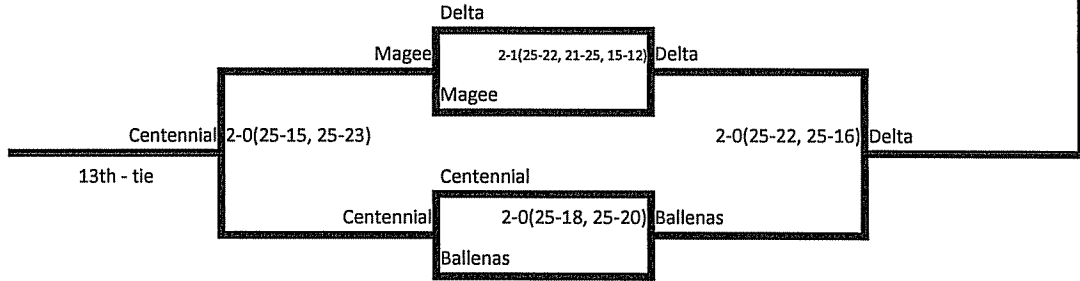 Delta
Magee 2-1(25-22, 21-25, 15-12) Delta
Magee
Centennial 2-0(25-15, 25-23) 2-0(25-22, 25-16) Delta
13th - tie
Centennial
Centennial 2-0(25-18, 25-20) Ballenas
Ballenas